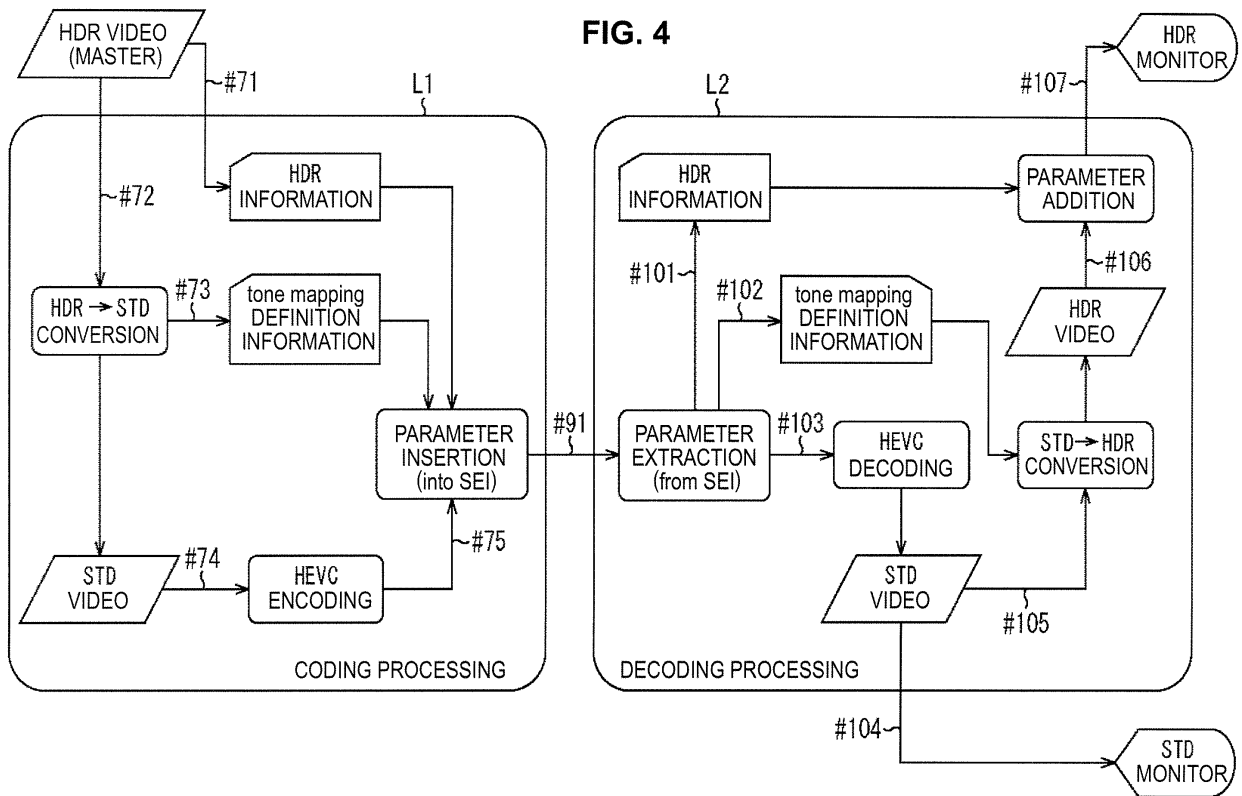 FIG. 4
HDR VIDEO
(MASTER)
#71
L1
#72
HDR
INFORMATION
HDR → STD
CONVERSION
#73
tone mapping
DEFINITION
INFORMATION
PARAMETER
INSERTION
(into SEI)
#91
STD
VIDEO
#74
HEVC
ENCODING
#75
CODING PROCESSING
L2
HDR
MONITOR
#107
HDR
INFORMATION
PARAMETER
ADDITION
#101
#102
#106
tone mapping
DEFINITION
INFORMATION
HDR
VIDEO
PARAMETER
EXTRACTION
(from SEI)
#103
HEVC
DECODING
STD → HDR
CONVERSION
STD
VIDEO
#105
DECODING PROCESSING
#104
STD
MONITOR